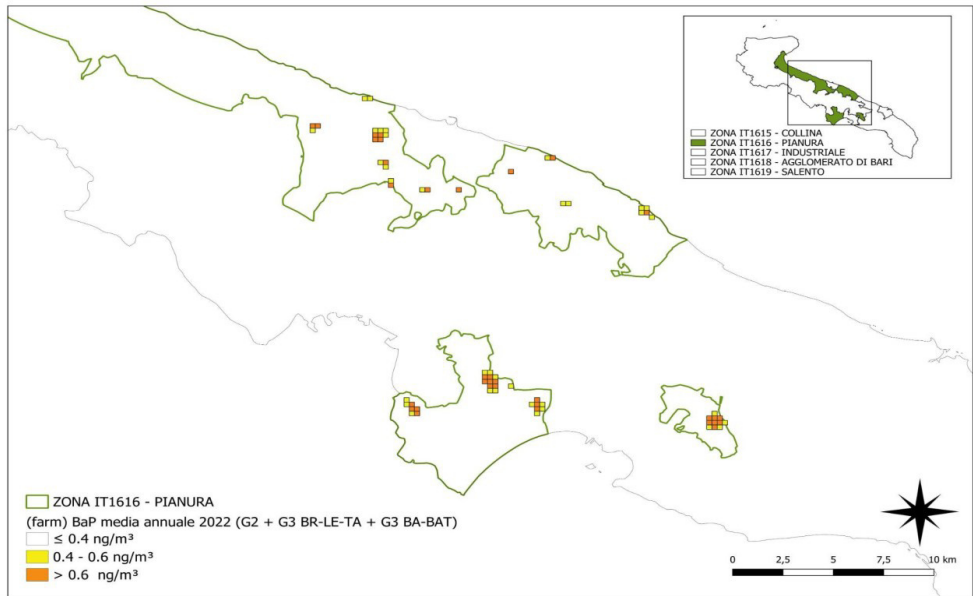 ZONA IT1615 - COLLINA
ZONA IT1616 - PIANURA
ZONA IT1617 - INDUSTRIALE
ZONA IT1618 - AGGLOMERATO DI BARI
ZONA IT1619 - SALENTO
ZONA IT1616 - PIANURA
(farm) BaP media annuale 2022 (G2 + G3 BR-LE-TA + G3 BA-BAT)
≤ 0.4 ng/m³
0.4 - 0.6 ng/m³
> 0.6 ng/m³
0 2,5 5 7,5 10 km